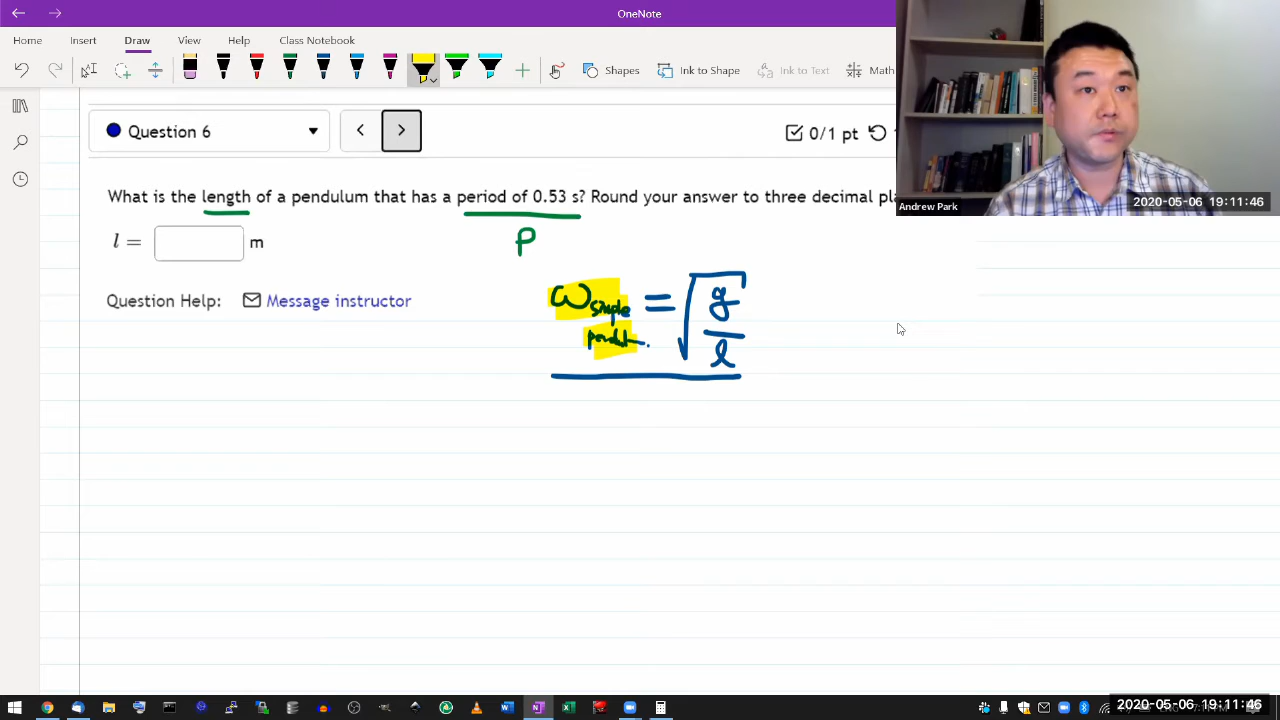 OneNote
Home Insert Draw View Help Class Notebook
Shapes Ink to Shape Ink to Text Math
Question 6
0/1 pt
What is the length of a pendulum that has a period of 0.53 s? Round your answer to three decimal
l = m
P
Question Help: Message instructor
ω simple = √ g
l
Andrew Park
2020-05-06 19:11:46
2020-05-06 19:11:46